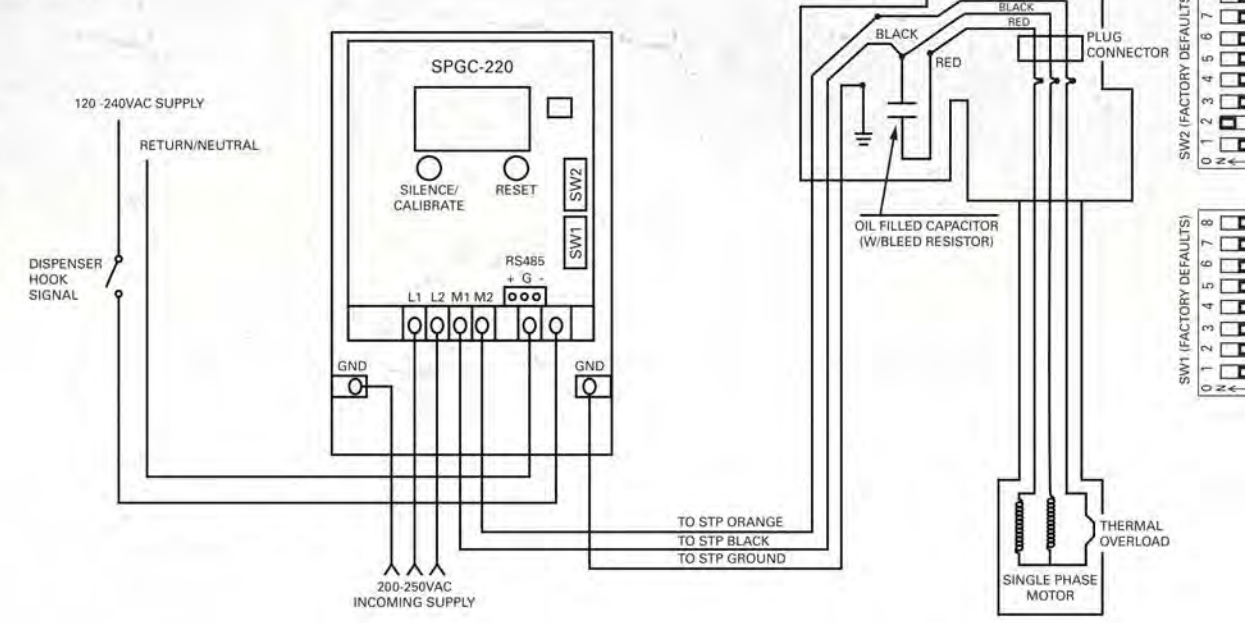 BLACK
RED
BLACK
RED
PLUG
CONNECTOR
SPGC-220
120 -240VAC SUPPLY
RETURN/NEUTRAL
SILENCE/
CALIBRATE
RESET
SW2
SW1
OIL FILLED CAPACITOR
(W/BLEED RESISTOR)
DISPENSER
HOOK
SIGNAL
RS485
+ G -
L1 L2 M1 M2
GND
GND
TO STP ORANGE
TO STP BLACK
TO STP GROUND
200-250VAC
INCOMING SUPPLY
THERMAL
OVERLOAD
SINGLE PHASE
MOTOR
SW2 (FACTORY DEFAULTS)
O N
1 2 3 4 5 6 7
SW1 (FACTORY DEFAULTS)
O N
1 2 3 4 5 6 7 8